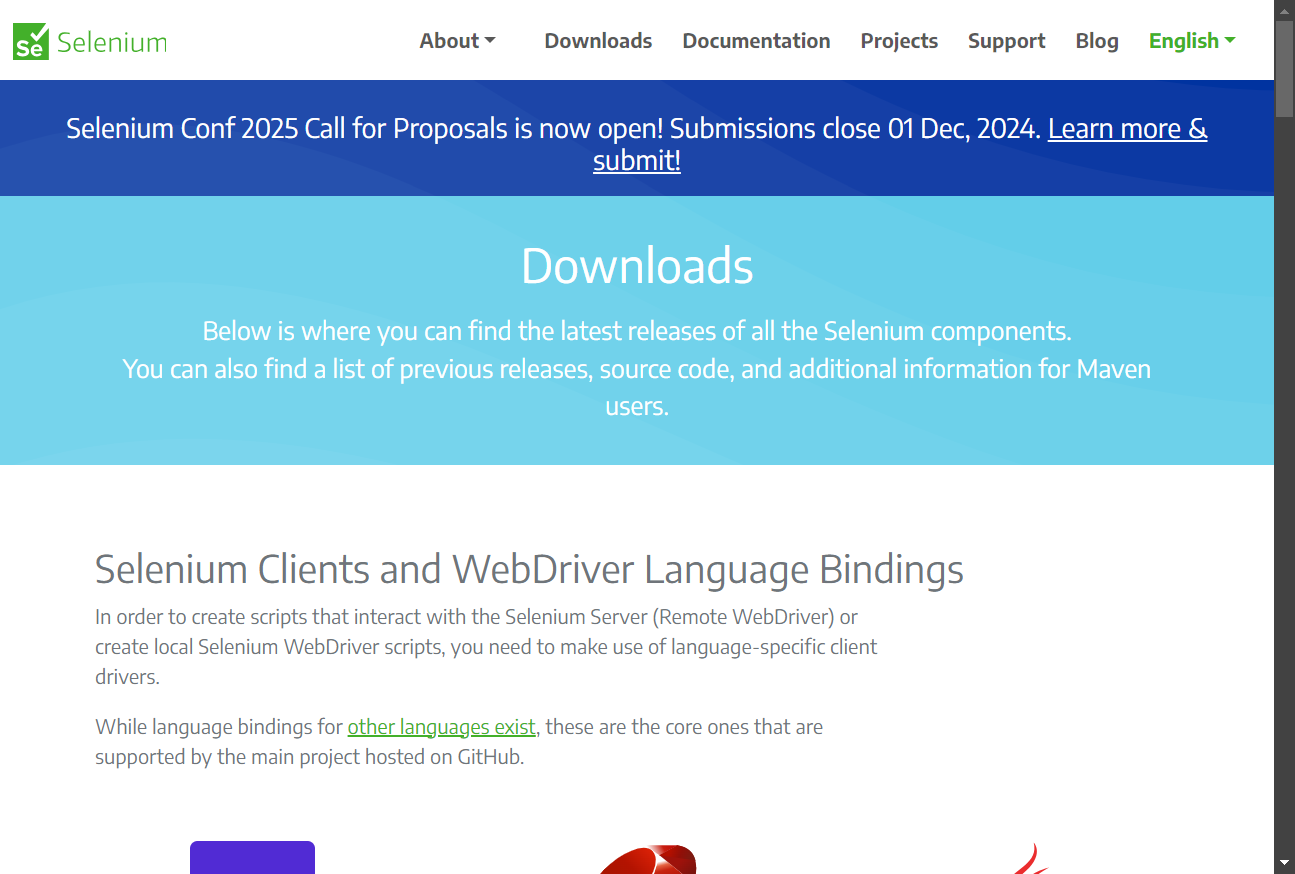 Se Selenium
About Downloads Documentation Projects Support Blog English
Selenium Conf 2025 Call for Proposals is now open! Submissions close 01 Dec, 2024. Learn more &
submit!
Downloads
Below is where you can find the latest releases of all the Selenium components.
You can also find a list of previous releases, source code, and additional information for Maven
users.
Selenium Clients and WebDriver Language Bindings
In order to create scripts that interact with the Selenium Server (Remote WebDriver) or
create local Selenium WebDriver scripts, you need to make use of language-specific client
drivers.
While language bindings for other languages exist, these are the core ones that are
supported by the main project hosted on GitHub.